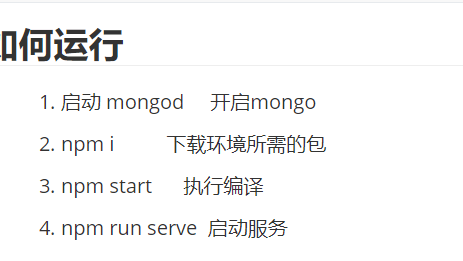 如何运行
1. 启动 mongod 开启mongo
2. npm i 下载环境所需的包
3. npm start 执行编译
4. npm run serve 启动服务